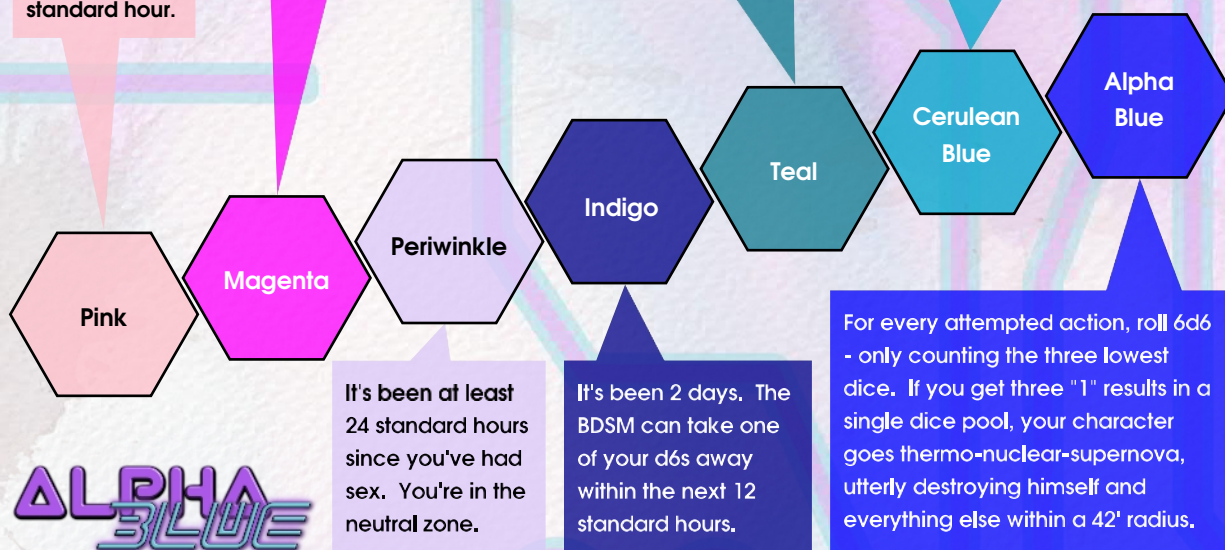 standard hour.
Pink
Magenta
Periwinkle
Indigo
Teal
Cerulean
Blue
Alpha
Blue
It's been at least
24 standard hours
since you've had
sex. You're in the
neutral zone.
It's been 2 days. The
BDSM can take one
of your d6s away
within the next 12
standard hours.
For every attempted action, roll 6d6
- only counting the three lowest
dice. If you get three "1" results in a
single dice pool, your character
goes thermo-nuclear-supernova,
utterly destroying himself and
everything else within a 42' radius.
ALPHA
BLUE